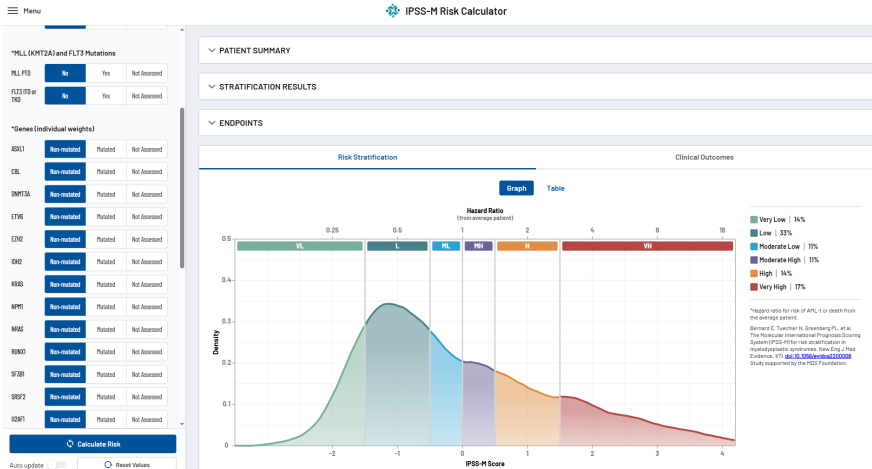 Menu
IPSS-M Risk Calculator
*MLL (KMT2A) and FLT3 Mutations
MLL PTD No Yes Not Assessed
FLT3 ITD or TKD No Yes Not Assessed
*Genes (individual weights)
ASXL1 Non-mutated Mutated Not Assessed
CBL Non-mutated Mutated Not Assessed
DNMT3A Non-mutated Mutated Not Assessed
ETV6 Non-mutated Mutated Not Assessed
EZH2 Non-mutated Mutated Not Assessed
IDH2 Non-mutated Mutated Not Assessed
KRAS Non-mutated Mutated Not Assessed
NPM1 Non-mutated Mutated Not Assessed
NRAS Non-mutated Mutated Not Assessed
RUNX1 Non-mutated Mutated Not Assessed
SF3B1 Non-mutated Mutated Not Assessed
SRSF2 Non-mutated Mutated Not Assessed
U2AF1 Non-mutated Mutated Not Assessed
Calculate Risk
Auto update Reset Values
PATIENT SUMMARY
STRATIFICATION RESULTS
ENDPOINTS
Risk Stratification Clinical Outcomes
Graph Table
Hazard Ratio
(from average patient)
0.25 0.5 1 2 4 8 16
VL L ML MH H VH
Density
0.5
0.4
0.3
0.2
0.1
0
-2 -1 0 1 2 3 4
IPSS-M Score
Very Low | 14%
Low | 33%
Moderate Low | 11%
Moderate High | 11%
High | 14%
Very High | 17%
*Hazard ratio for risk of AML-t or death from
the average patient.
Bernard E, Tuechler H, Greenberg PL, et al,
The Molecular International Prognosis Scoring
System (IPSS-M) for risk stratification in
myelodysplastic syndromes. New Eng J Med
Evidence. 1(7)
Study supported by the MDS Foundation.